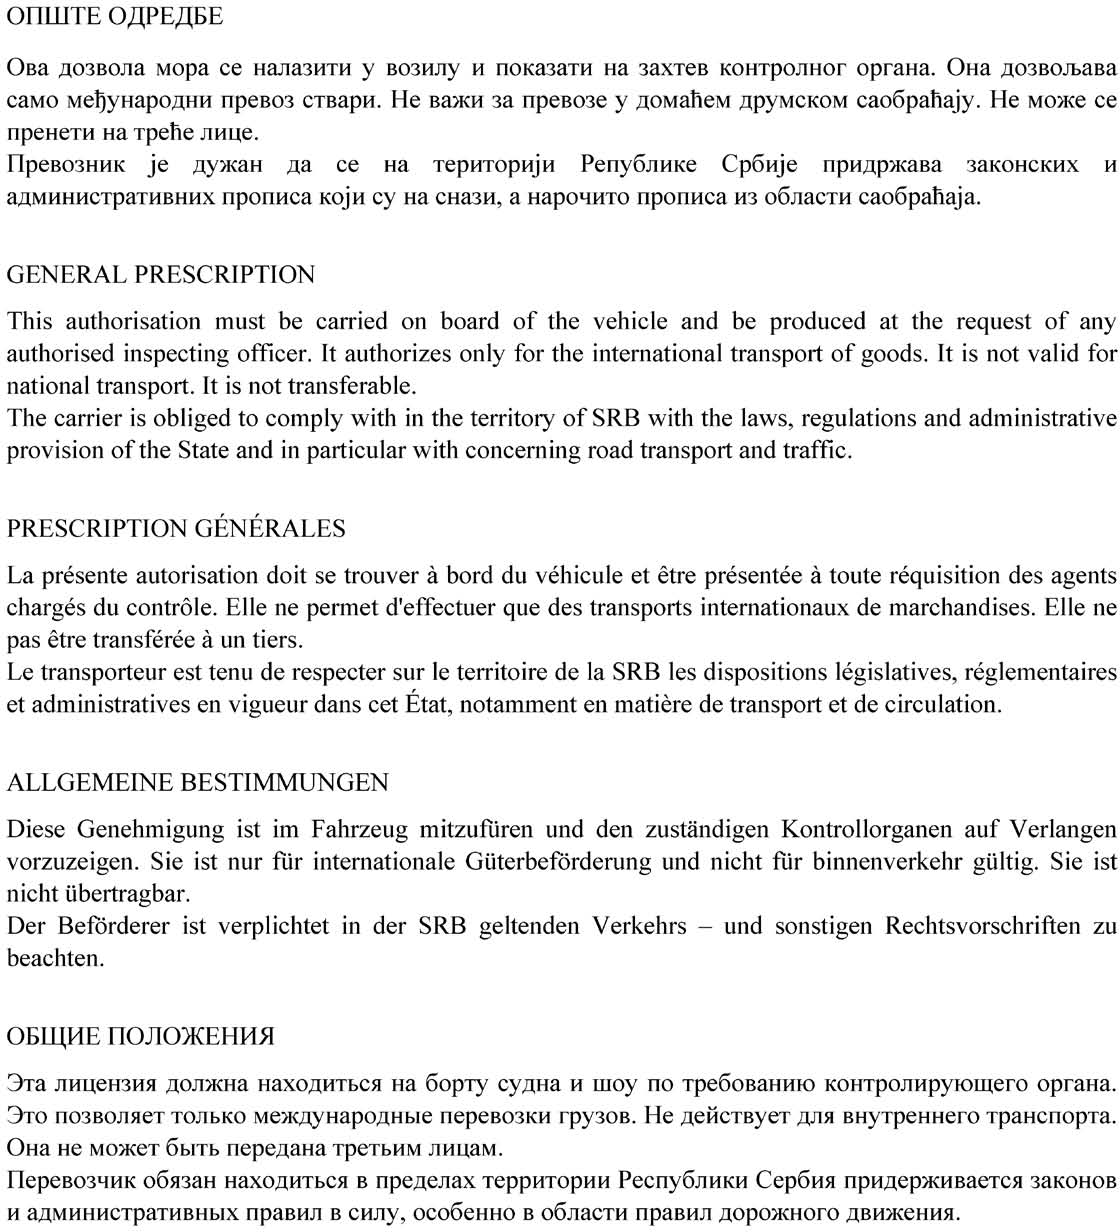 ОПШТЕ ОДРЕДБЕ
Ова дозвола мора се налазити у возилу и показати на захтев контролног органа. Она дозвољава
само међународни превоз ствари. Не важи за превозе у домаћем друмском саобраћају. Не може се
пренети на треће лице.
Превозник је дужан да се на територији Републике Србије придржава законских и
административних прописа који су на снази, а нарочито прописа из области саобраћаја.
GENERAL PRESCRIPTION
This authorisation must be carried on board of the vehicle and be produced at the request of any
authorised inspecting officer. It authorizes only for the international transport of goods. It is not valid for
national transport. It is not transferable.
The carrier is obliged to comply with in the territory of SRB with the laws, regulations and administrative
provision of the State and in particular with concerning road transport and traffic.
PRESCRIPTION GÉNÉRALES
La présente autorisation doit se trouver à bord du véhicule et être présentée à toute réquisition des agents
chargés du contrôle. Elle ne permet d'effectuer que des transports internationaux de marchandises. Elle ne
pas être transférée à un tiers.
Le transporteur est tenu de respecter sur le territoire de la SRB les dispositions législatives, réglementaires
et administratives en vigueur dans cet État, notamment en matière de transport et de circulation.
ALLGEMEINE BESTIMMUNGEN
Diese Genehmigung ist im Fahrzeug mitzufüren und den zuständigen Kontrollorganen auf Verlangen
vorzuzeigen. Sie ist nur für internationale Güterbeförderung und nicht für binnenverkehr gültig. Sie ist
nicht übertragbar.
Der Beförderer ist verplichtet in der SRB geltenden Verkehrs – und sonstigen Rechtsvorschriften zu
beachten.
ОБЩИЕ ПОЛОЖЕНИЯ
Эта лицензия должна находиться на борту судна и шоу по требованию контролирующего органа.
Это позволяет только международные перевозки грузов. Не действует для внутреннего транспорта.
Она не может быть передана третьим лицам.
Перевозчик обязан находиться в пределах территории Республики Сербия придерживается законов
и административных правил в силу, особенно в области правил дорожного движения.